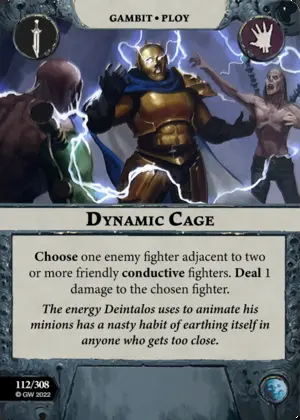 GAMBIT • PLOY
DYNAMIC CAGE
Choose one enemy fighter adjacent to two
or more friendly conductive fighters. Deal 1
damage to the chosen fighter.
The energy Deintalos uses to animate his
minions has a nasty habit of earthing itself in
anyone who gets too close.
112/308
© GW 2022